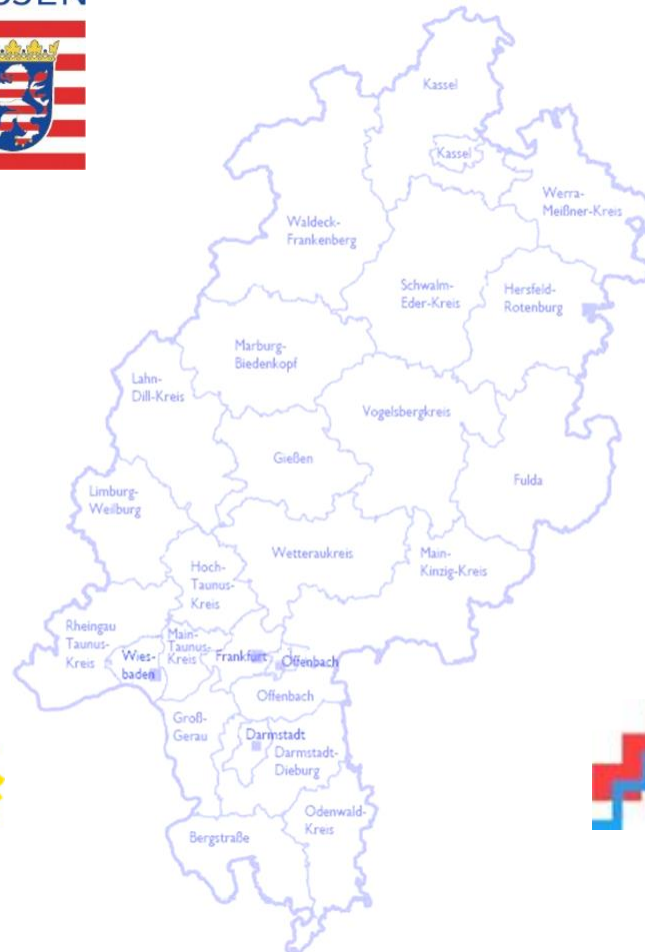 Kassel
Kassel
Werra-
Meißner-Kreis
Waldeck-
Frankenberg
Schwalm-
Eder-Kreis
Hersfeld-
Rotenburg
Marburg-
Biedenkopf
Lahn-
Dill-Kreis
Vogelsbergkreis
Gießen
Fulda
Limburg-
Weilburg
Wetteraukreis
Main-
Kinzig-Kreis
Hoch-
Taunus-
Kreis
Rheingau
Taunus-
Kreis
Main-
Taunus-
Kreis
Wies-
baden
Frankfurt
Offenbach
Offenbach
Groß-
Gerau
Darmstadt
Darmstadt-
Dieburg
Odenwald-
Kreis
Bergstraße